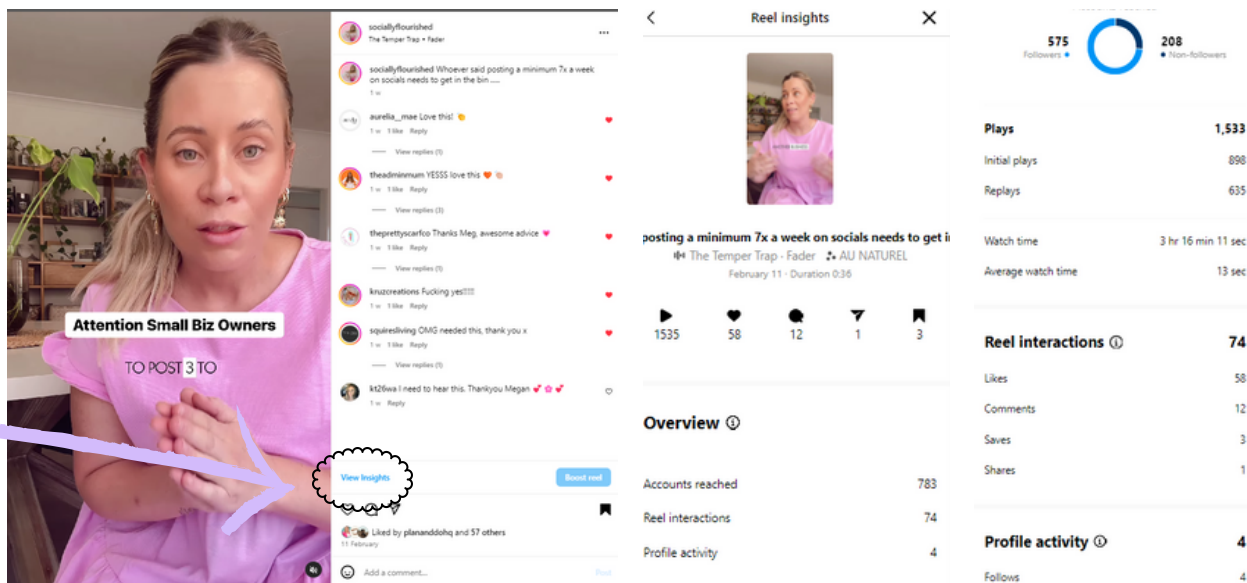 Attention Small Biz Owners
TO POST 3 TO
sociallyflourished
The Temper Trap • Fader
sociallyflourished Whoever said posting a minimum 7x a week
on socials needs to get in the bin .....
1 w
aurelia__mae Love this! 👏
1 w 1 like Reply
View replies (1)
theadminmum YESSS love this 🧡 👏🏼
1 w 1 like Reply
View replies (3)
theprettyscarfco Thanks Meg, awesome advice 💗
1 w 1 like Reply
View replies (1)
kruzcreations Fucking yes!!!!!
1 w 1 like Reply
squiresliving OMG needed this, thank you x
1 w 1 like Reply
View replies (1)
kt26wa I need to hear this. Thankyou Megan 💕 🌸 💕
1 w Reply
View Insights
Boost reel
Liked by plananddohq and 57 others
11 February
Add a comment...
Post
Reel insights
posting a minimum 7x a week on socials needs to get i
The Temper Trap - Fader AU NATUREL
February 11 · Duration 0:36
1535 58 12 1 3
Overview
Accounts reached 783
Reel interactions 74
Profile activity 4
575
Followers
208
Non-followers
Plays 1,533
Initial plays 898
Replays 635
Watch time 3 hr 16 min 11 sec
Average watch time 13 sec
Reel interactions 74
Likes 58
Comments 12
Saves 3
Shares 1
Profile activity 4
Follows 4